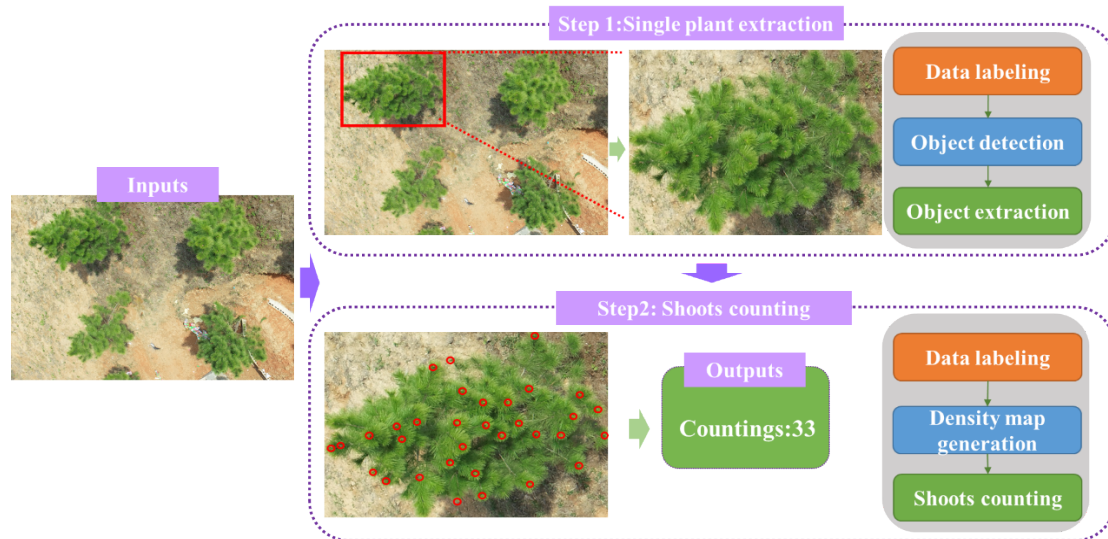 Step 1:Single plant extraction
Data labeling
Object detection
Object extraction
Inputs
Step2: Shoots counting
Outputs
Countings:33
Data labeling
Density map
generation
Shoots counting